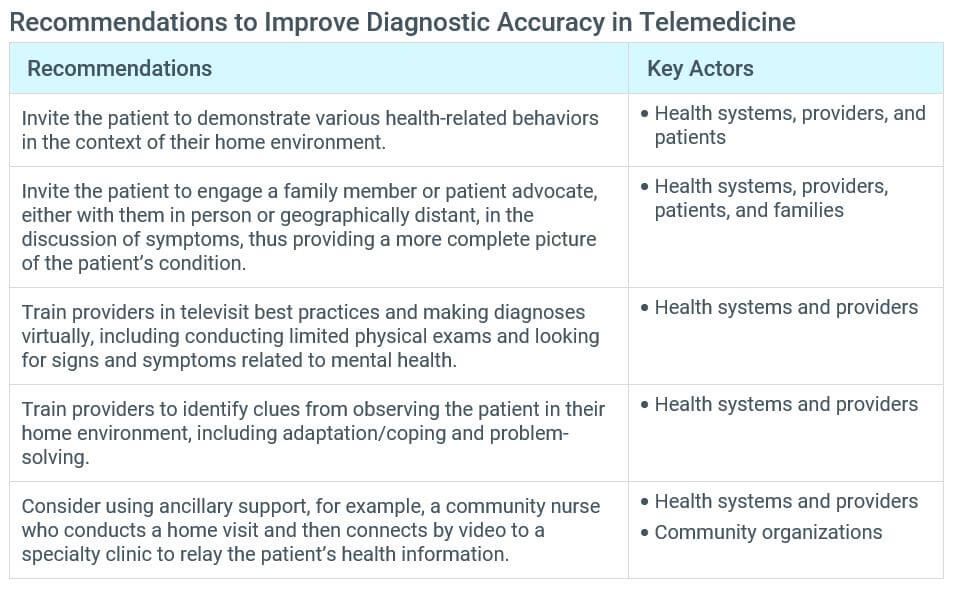 Recommendations to Improve Diagnostic Accuracy in Telemedicine
Recommendations
Key Actors
Invite the patient to demonstrate various health-related behaviors
in the context of their home environment.
• Health systems, providers, and
patients
Invite the patient to engage a family member or patient advocate,
either with them in person or geographically distant, in the
discussion of symptoms, thus providing a more complete picture
of the patient’s condition.
• Health systems, providers,
patients, and families
Train providers in televisit best practices and making diagnoses
virtually, including conducting limited physical exams and looking
for signs and symptoms related to mental health.
• Health systems and providers
Train providers to identify clues from observing the patient in their
home environment, including adaptation/coping and problem-
solving.
• Health systems and providers
Consider using ancillary support, for example, a community nurse
who conducts a home visit and then connects by video to a
specialty clinic to relay the patient’s health information.
• Health systems and providers
• Community organizations